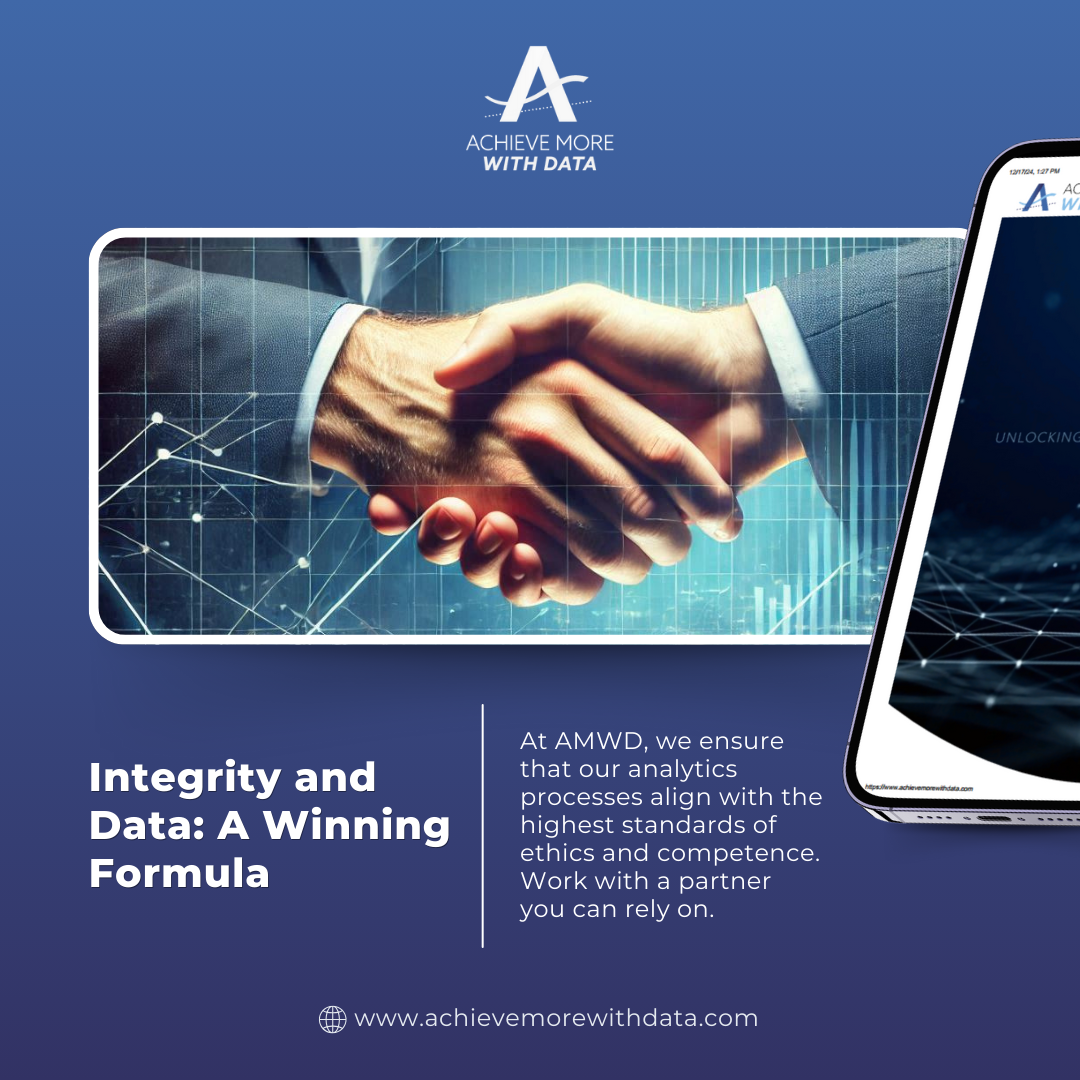 ACHIEVE MORE
WITH DATA
12/17/24, 1:27 PM
UNLOCKING
Integrity and
Data: A Winning
Formula
At AMWD, we ensure
that our analytics
processes align with the
highest standards of
ethics and competence.
Work with a partner
you can rely on.
https://www.achievemorewithdata.com
www.achievemorewithdata.com